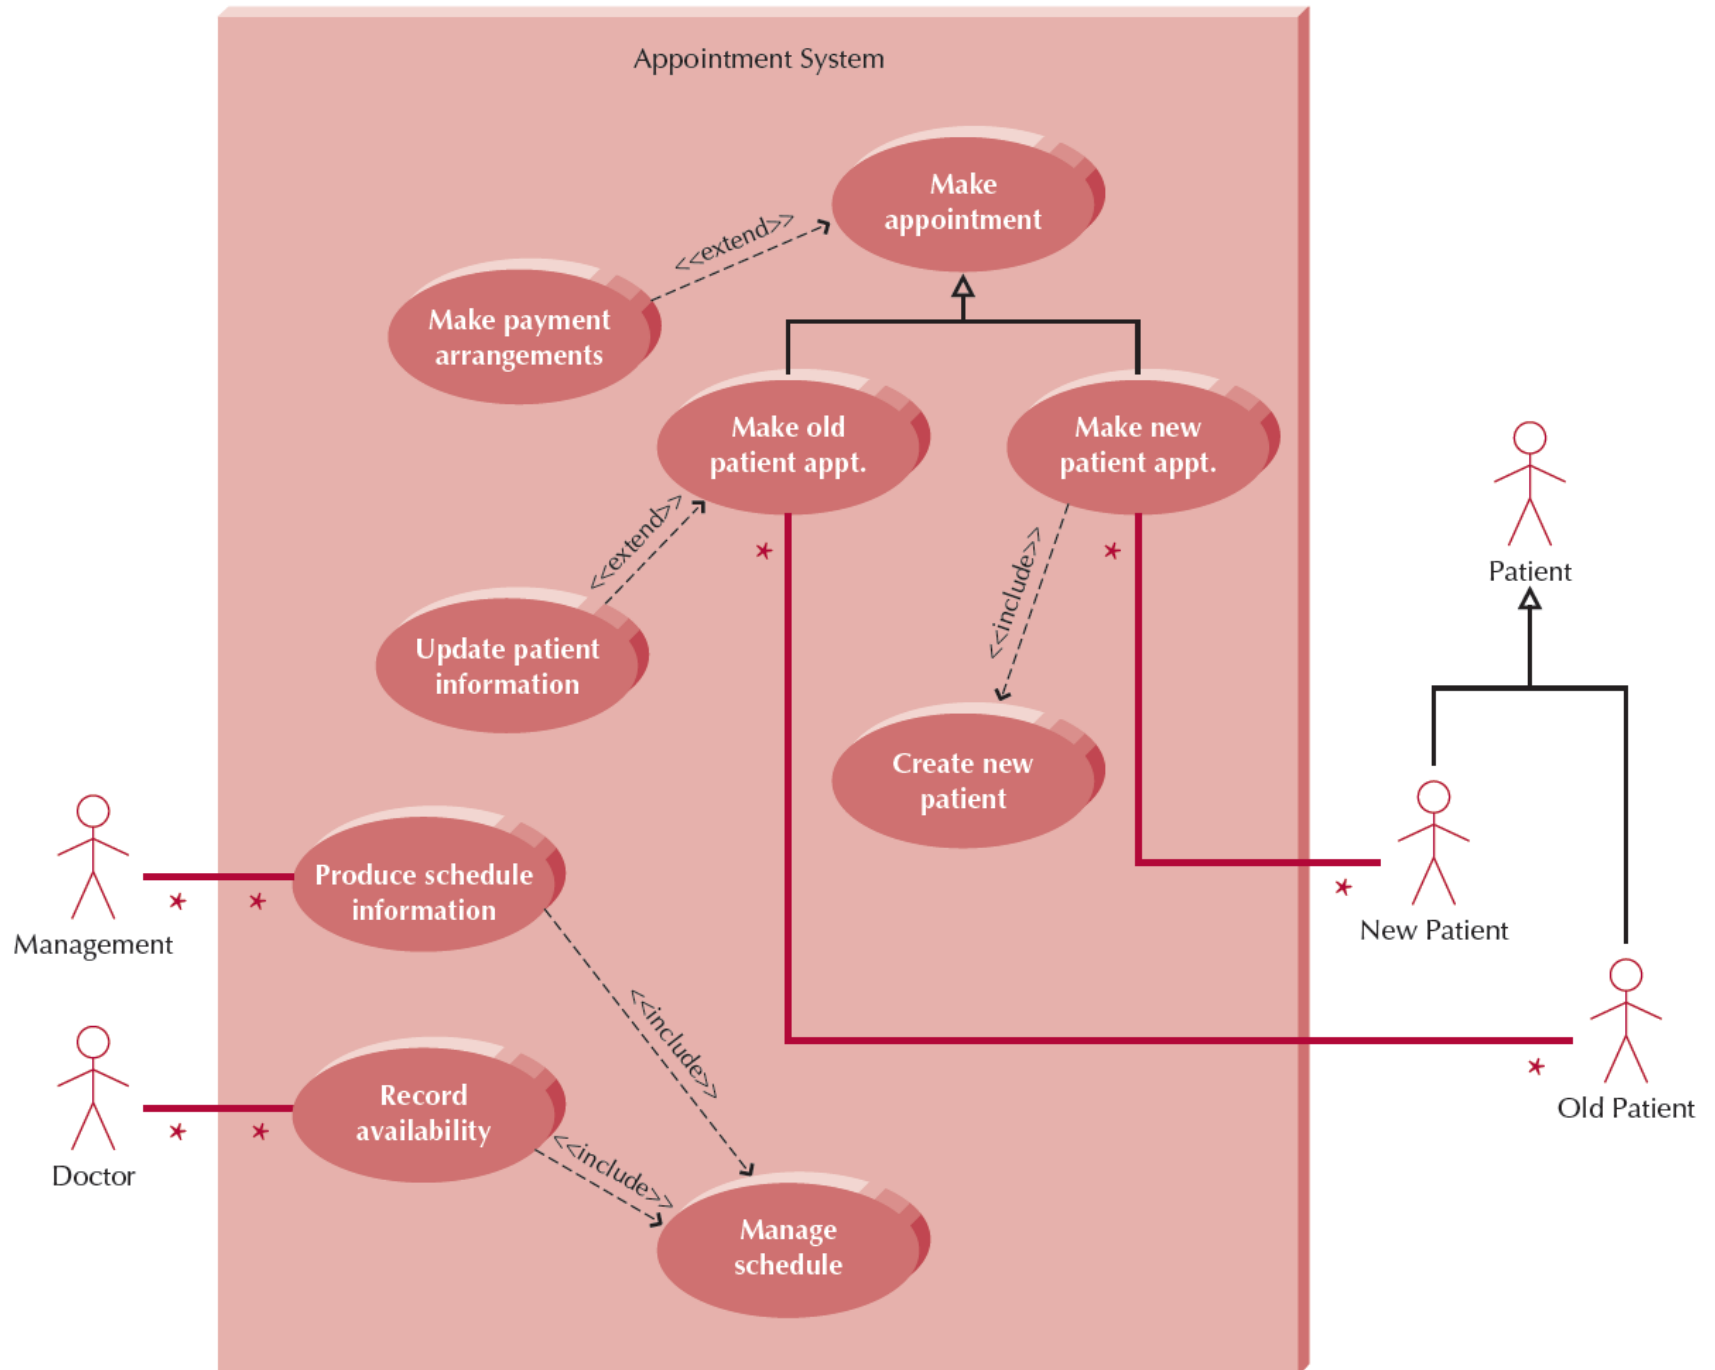 Appointment System
Make
appointment
<<extend>>
Make payment
arrangements
Make old
patient appt.
Make new
patient appt.
<<extend>>
*
<<include>>
*
Patient
Update patient
information
Create new
patient
Management
*
*
Produce schedule
information
*
New Patient
<<include>>
*
Old Patient
Doctor
*
*
Record
availability
<<include>>
Manage
schedule